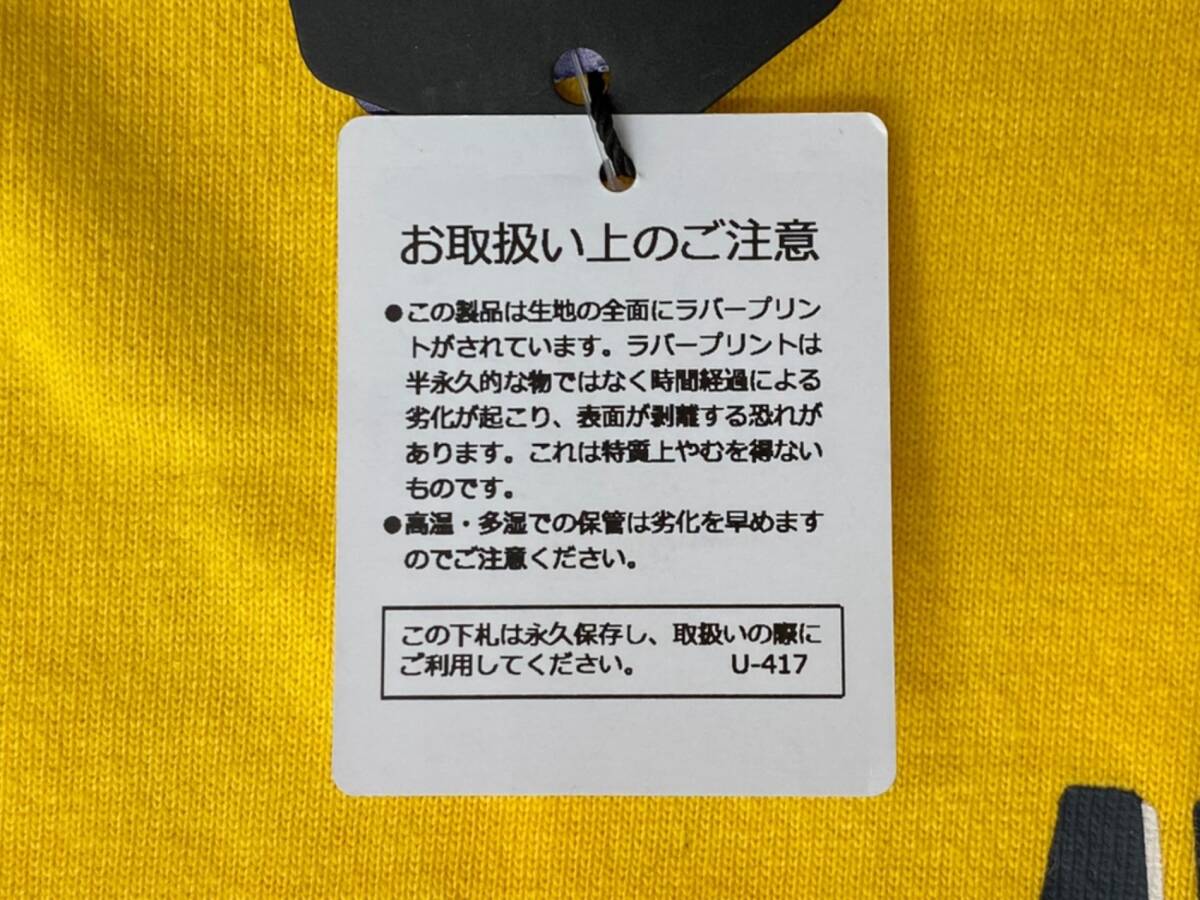 お取扱い上のご注意
●この製品は生地の全面にラバープリン
トがされています。ラバープリントは
半永久的な物ではなく時間経過による
劣化が起こり、表面が剥離する恐れが
あります。これは特質上やむを得ない
ものです。
●高温・多湿での保管は劣化を早めます
のでご注意ください。
この下札は永久保存し、取扱いの際に
ご利用してください。 U-417